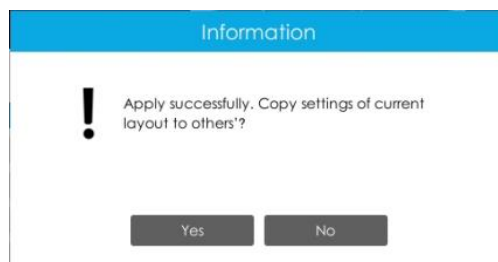 Information
Apply successfully. Copy settings of current
layout to others'?
Yes
No